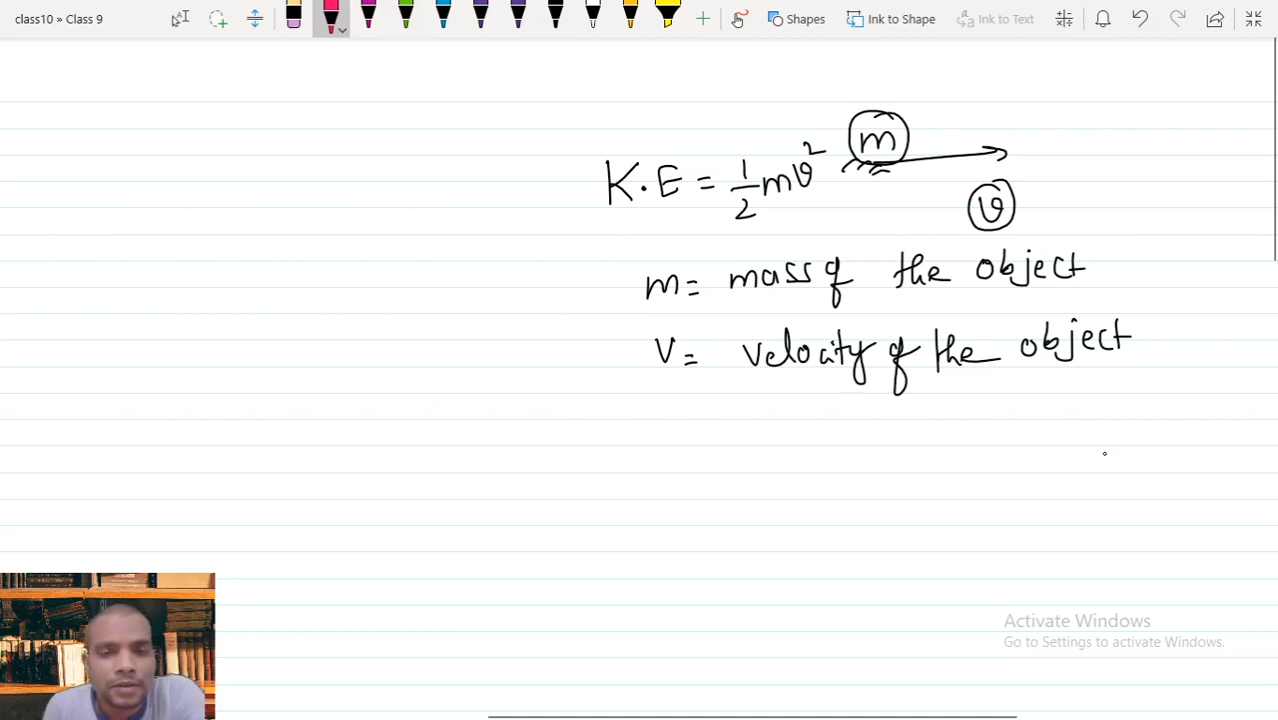 class10 » Class 9
Shapes
Ink to Shape
Ink to Text
K.E = 1/2 mv²
m
v
m = mass of the object
v = velocity of the object
Activate Windows
Go to Settings to activate Windows.